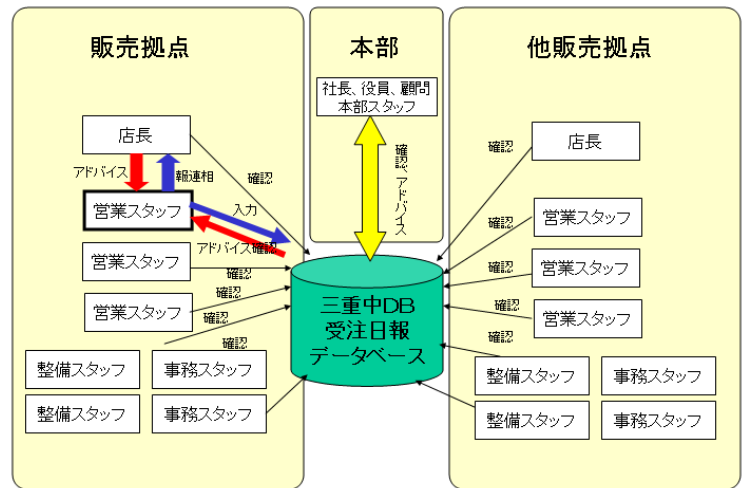 販売拠点
店長
アドバイス
報連相
確認
営業スタッフ
入力
アドバイス確認
営業スタッフ
確認
営業スタッフ
確認
確認
整備スタッフ
事務スタッフ
整備スタッフ
事務スタッフ
本部
社長、役員、顧問
本部スタッフ
確認、アドバイス
三重中DB
受注日報
データベース
他販売拠点
確認
店長
確認
営業スタッフ
確認
営業スタッフ
確認
営業スタッフ
確認
整備スタッフ
事務スタッフ
整備スタッフ
事務スタッフ